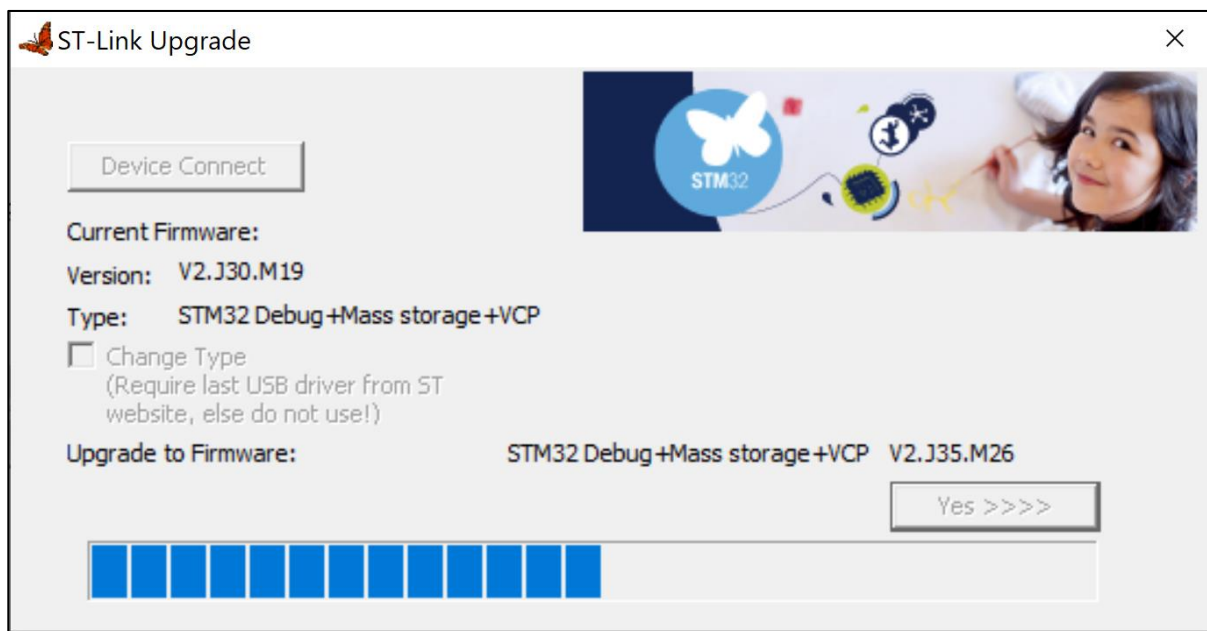 ST-Link Upgrade
STM32
Device Connect
Current Firmware:
Version: V2.J30.M19
Type: STM32 Debug+Mass storage+VCP
Change Type
(Require last USB driver from ST
website, else do not use!)
Upgrade to Firmware: STM32 Debug+Mass storage+VCP V2.J35.M26
Yes >>>>